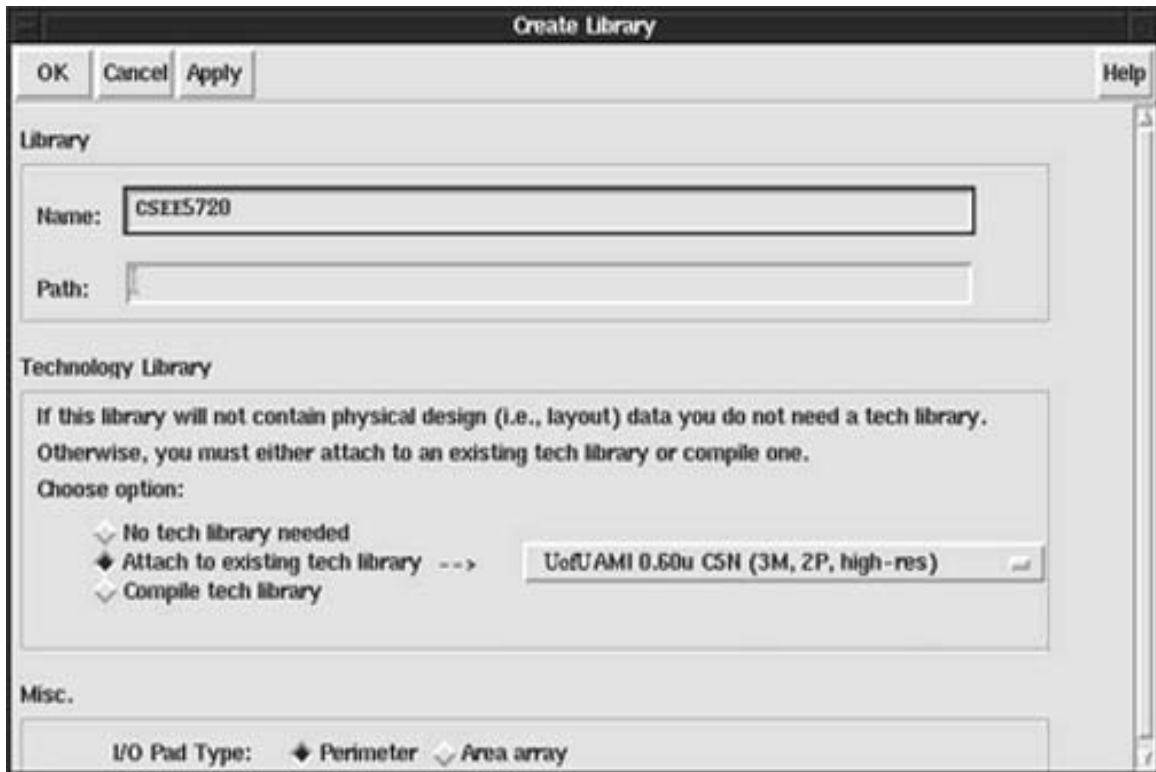 Create Library
OK Cancel Apply Help
Library
Name: CSEE5720
Path:
Technology Library
If this library will not contain physical design (i.e., layout) data you do not need a tech library.
Otherwise, you must either attach to an existing tech library or compile one.
Choose option:
No tech library needed
Attach to existing tech library --> UofU AMI 0.60u C5N (3M, 2P, high-res)
Compile tech library
Misc.
I/O Pad Type: Perimeter Area array